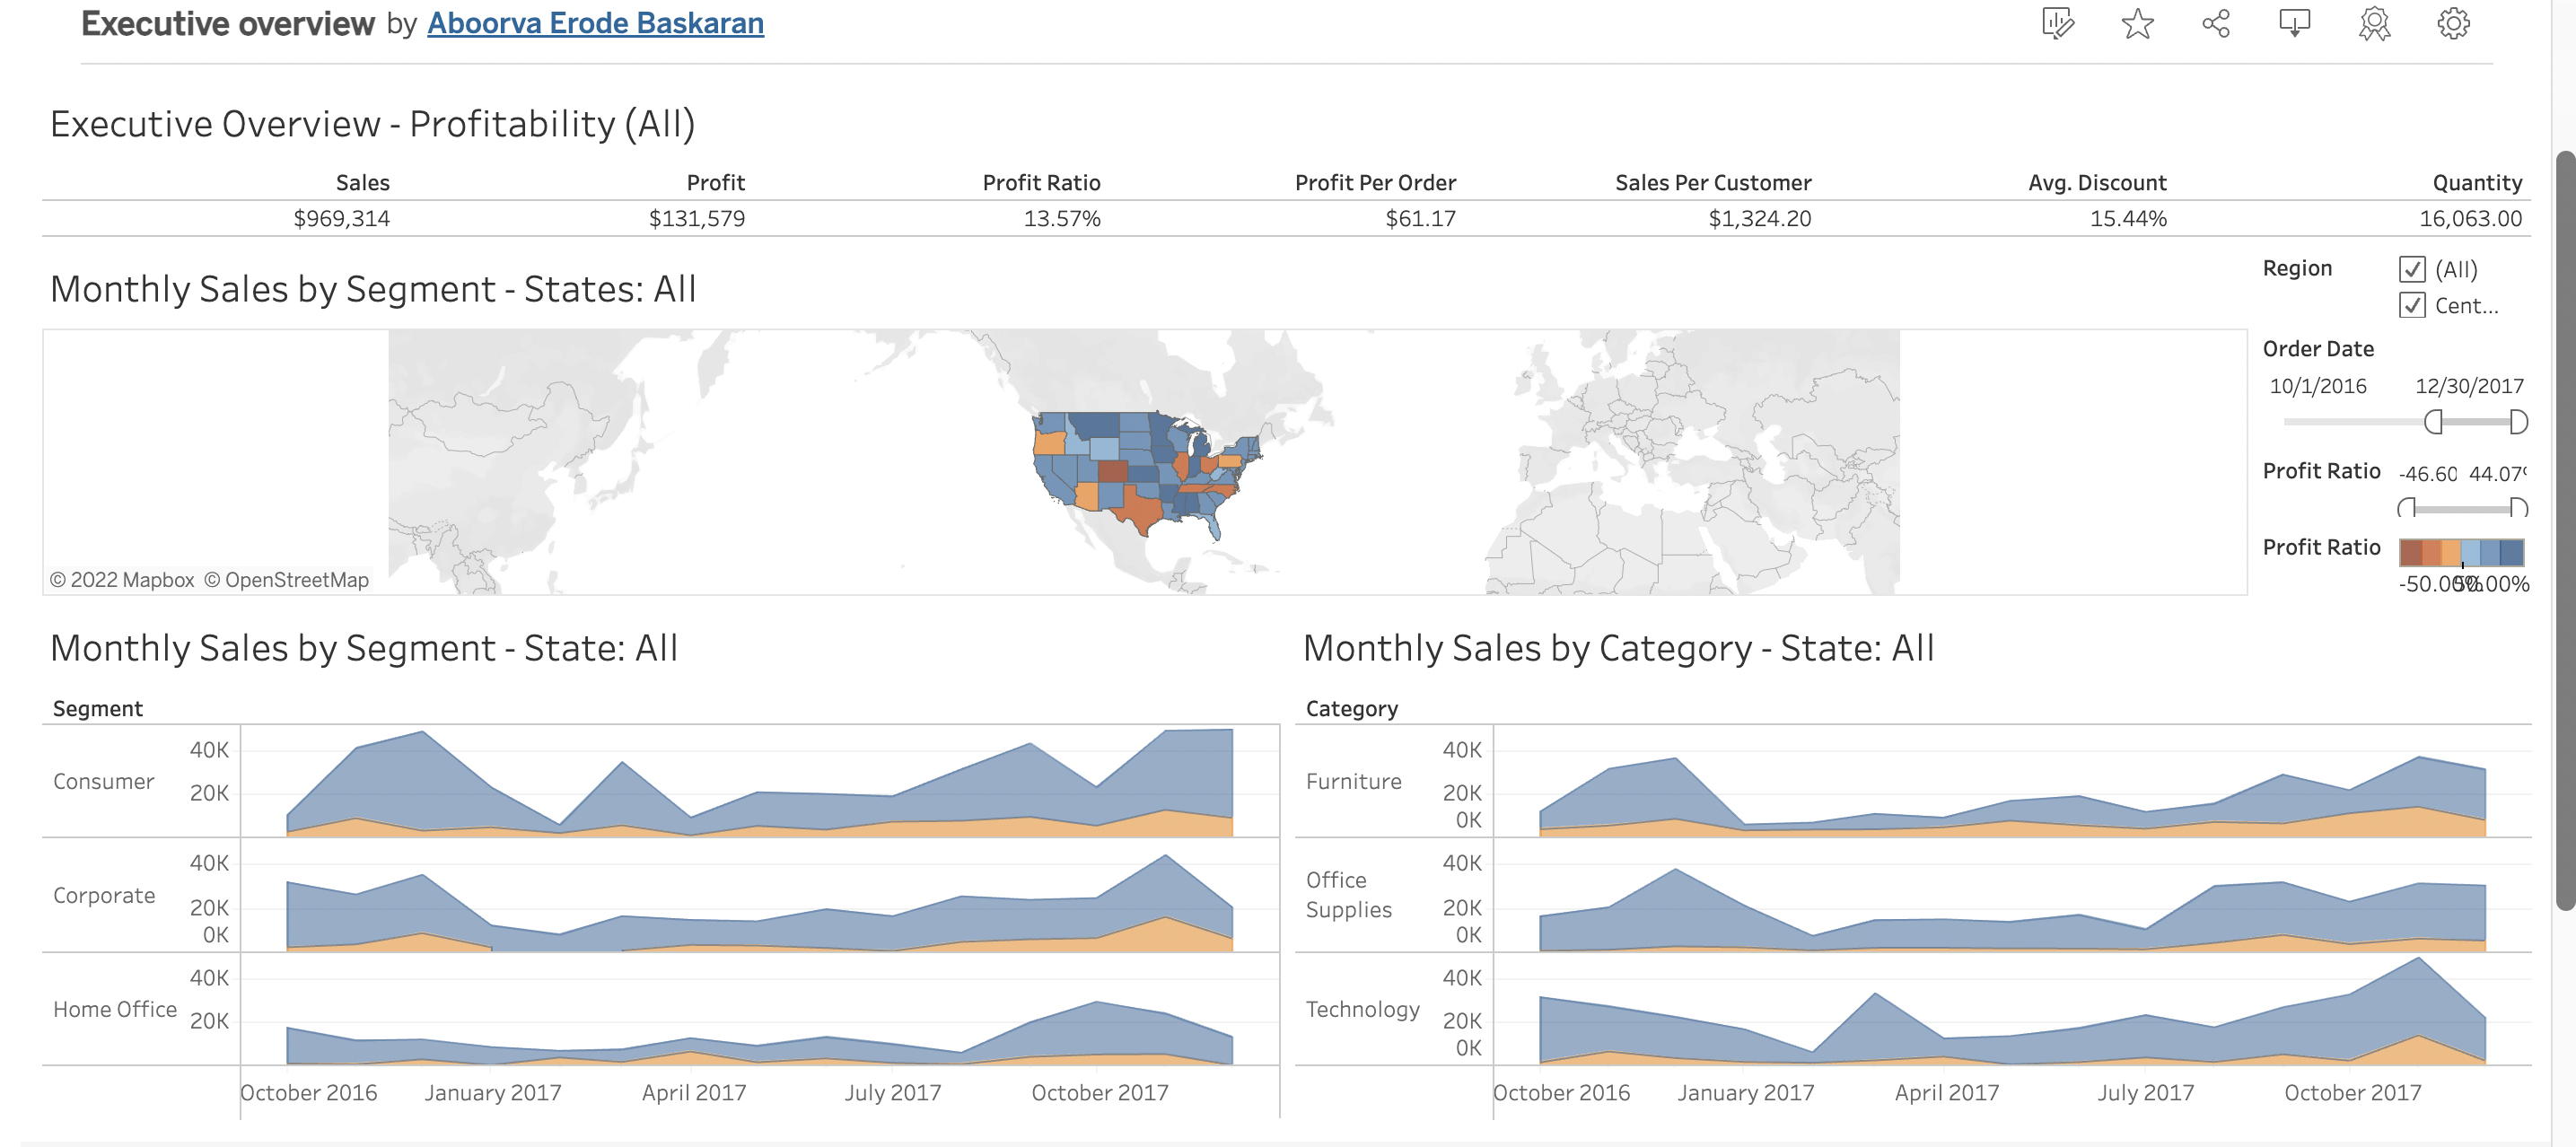 Executive overview by Aboorva Erode Baskaran
Executive Overview - Profitability (All)
Sales Profit Profit Ratio Profit Per Order Sales Per Customer Avg. Discount Quantity
$969,314 $131,579 13.57% $61.17 $1,324.20 15.44% 16,063.00
Monthly Sales by Segment - States: All
Region (All)
Cent...
Order Date
10/1/2016 12/30/2017
Profit Ratio -46.60 44.07
Profit Ratio
-50.00% 50.00%
© 2022 Mapbox © OpenStreetMap
Monthly Sales by Segment - State: All
Segment
Consumer
40K
20K
Corporate
40K
20K
0K
Home Office
40K
20K
October 2016 January 2017 April 2017 July 2017 October 2017
Monthly Sales by Category - State: All
Category
Furniture
40K
20K
0K
Office
Supplies
40K
20K
0K
Technology
40K
20K
0K
October 2016 January 2017 April 2017 July 2017 October 2017